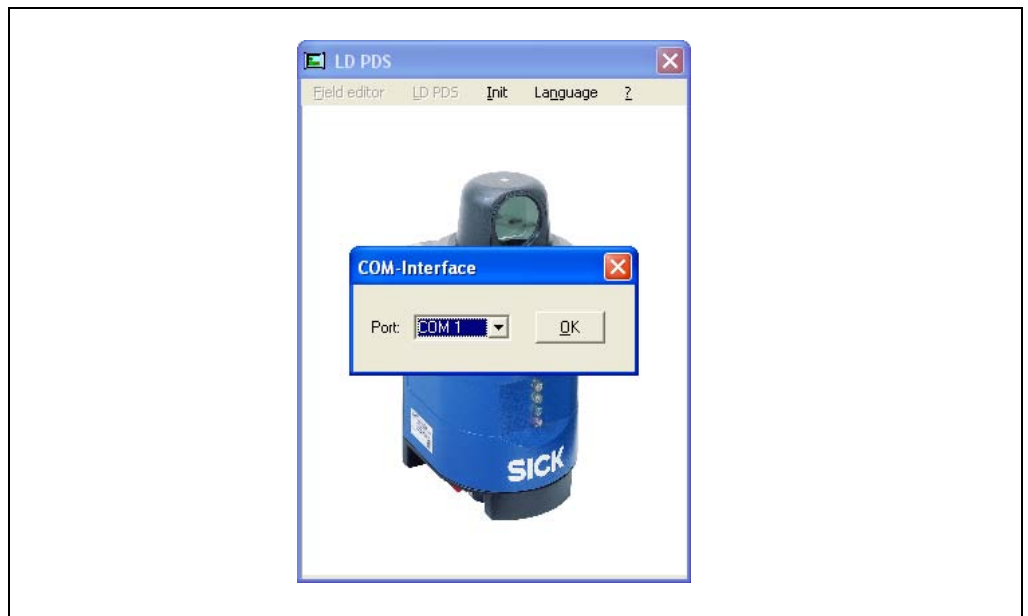 LD PDS
Field editor LD PDS Init Language ?
COM-Interface
Port: COM 1 OK
SICK